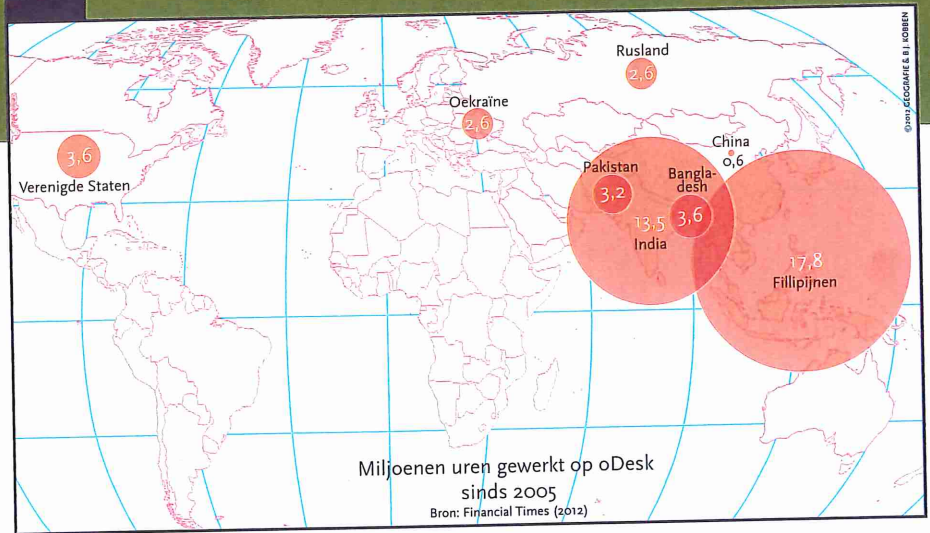 Rusland
2,6
Oekraïne
2,6
China
0,6
3,6
Verenigde Staten
Pakistan
3,2
Bangla-
desh
3,6
13,5
India
17,8
Fillipijnen
Miljoenen uren gewerkt op oDesk
sinds 2005
Bron: Financial Times (2012)
©2012 GEOGRAFIE & B.J. KÖBBEN